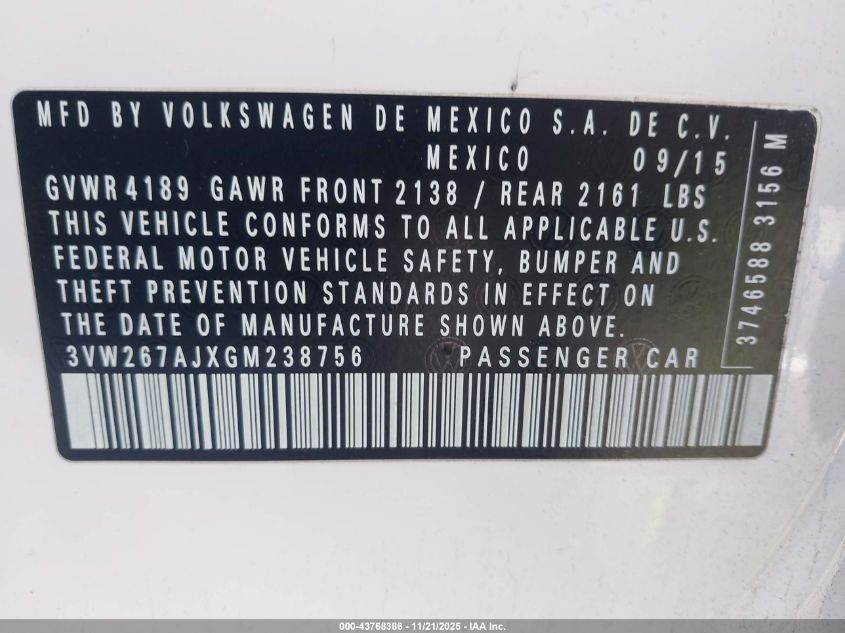 MFD BY VOLKSWAGEN DE MEXICO S.A. DE C.V.
MEXICO 09/15
GVWR 4189 GAWR FRONT 2138 / REAR 2161 LBS
THIS VEHICLE CONFORMS TO ALL APPLICABLE U.S.
FEDERAL MOTOR VEHICLE SAFETY, BUMPER AND
THEFT PREVENTION STANDARDS IN EFFECT ON
THE DATE OF MANUFACTURE SHOWN ABOVE.
3VW267AJXGM238756 PASSENGER CAR
3746588 3156 M
000-43768388 - 11/21/2025 - IAA Inc.